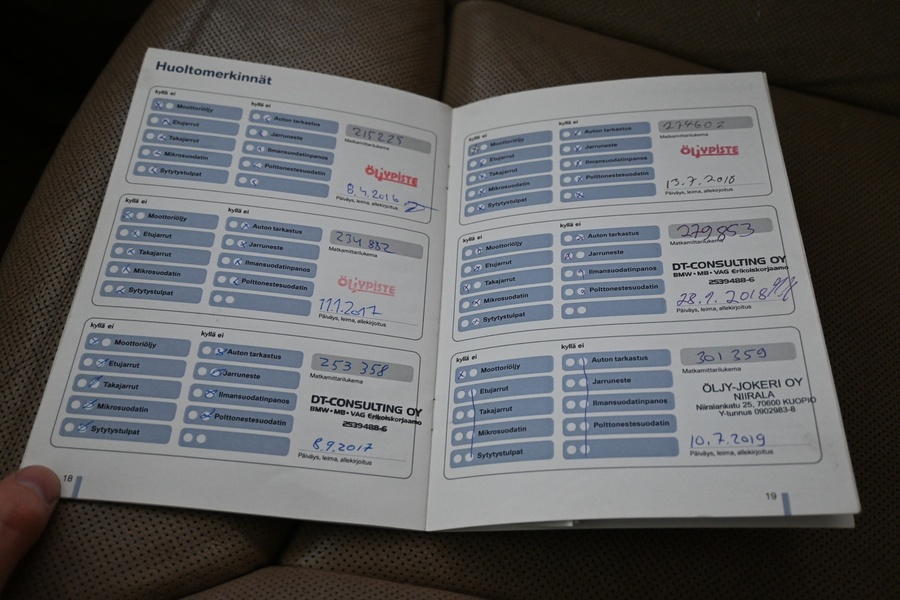 Huoltomerkinnät
kyllä ei
kyllä ei
Moottoriöljy
Auton tarkastus
215225
Etujarrut
Jarruneste
Matkamittarilukema
Takajarrut
Ilmansuodatinpanos
ÖLJYPISTE
Mikrosuodatin
Polttonestesuodatin
8.4.2016
Sytytystulpat
Päiväys, leima, allekirjoitus
kyllä ei
kyllä ei
Moottoriöljy
Auton tarkastus
234 882
Etujarrut
Jarruneste
Matkamittarilukema
Takajarrut
Ilmansuodatinpanos
ÖLJYPISTE
Mikrosuodatin
Polttonestesuodatin
11.1.2017
Sytytystulpat
Päiväys, leima, allekirjoitus
kyllä ei
kyllä ei
Moottoriöljy
Auton tarkastus
253 358
Etujarrut
Jarruneste
Matkamittarilukema
Takajarrut
Ilmansuodatinpanos
DT-CONSULTING OY
BMW • MB • VAG Erikoiskorjaamo
2539488-6
Mikrosuodatin
Polttonestesuodatin
8.9.2017
Sytytystulpat
Päiväys, leima, allekirjoitus
18
kyllä ei
kyllä ei
Moottoriöljy
Auton tarkastus
274602
Etujarrut
Jarruneste
Matkamittarilukema
Takajarrut
Ilmansuodatinpanos
ÖLJYPISTE
Mikrosuodatin
Polttonestesuodatin
13.7.2018
Sytytystulpat
Päiväys, leima, allekirjoitus
kyllä ei
kyllä ei
Moottoriöljy
Auton tarkastus
279853
Etujarrut
Jarruneste
Matkamittarilukema
Takajarrut
Ilmansuodatinpanos
DT-CONSULTING OY
BMW • MB • VAG Erikoiskorjaamo
2539488-6
Mikrosuodatin
Polttonestesuodatin
Sytytystulpat
Päiväys, leima, allekirjoitus
kyllä ei
kyllä ei
Moottoriöljy
Auton tarkastus
301 359
Etujarrut
Jarruneste
Matkamittarilukema
Takajarrut
Ilmansuodatinpanos
ÖLJY-JOKERI OY
NIIRALA
Niiralankatu 25, 70600 KUOPIO
Y-tunnus 0902983-8
Mikrosuodatin
Polttonestesuodatin
10.7.2019
Sytytystulpat
Päiväys, leima, allekirjoitus
19